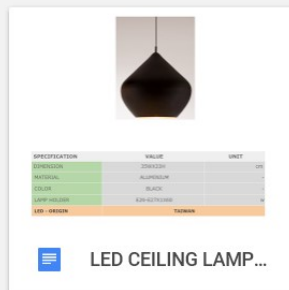 SPECIFICATION VALUE UNIT
DIMENSION cm
MATERIAL ALUMINIUM -
COLOR BLACK -
LAMP HOLDER
LED - ORIGIN TAIWAN
LED CEILING LAMP...